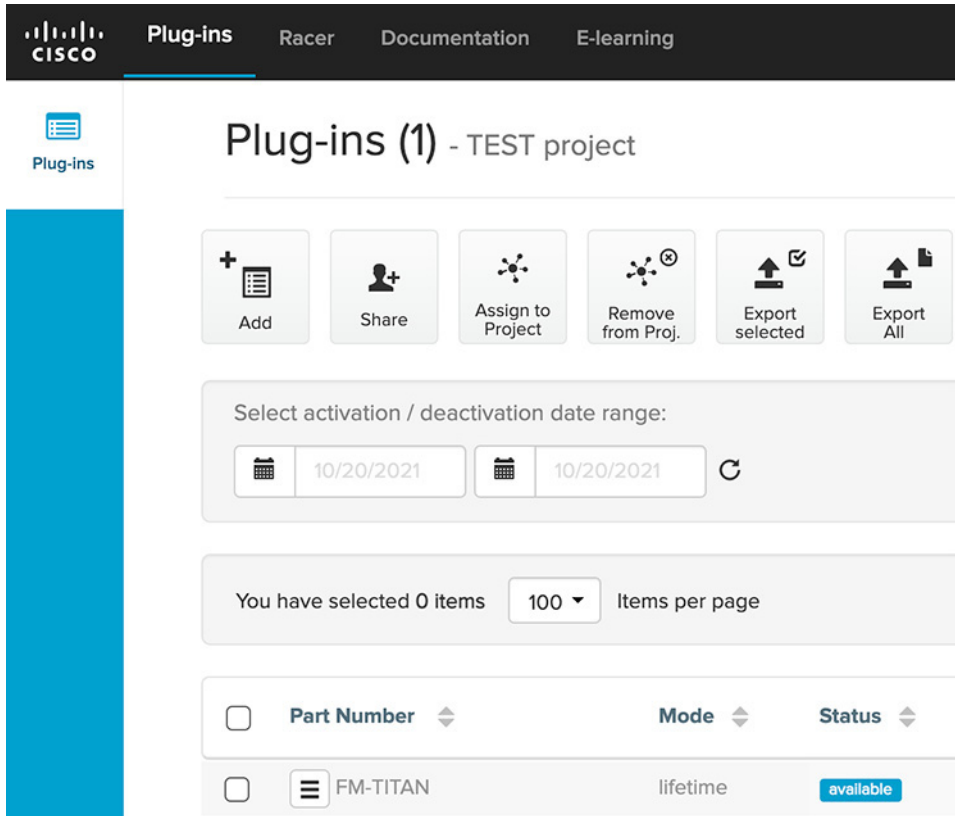 CISCO
Plug-ins Racer Documentation E-learning
Plug-ins
Plug-ins (1) - TEST project
Add
Share
Assign to
Project
Remove
from Proj.
Export
selected
Export
All
Select activation / deactivation date range:
10/20/2021 10/20/2021
You have selected 0 items 100 Items per page
Part Number Mode Status
FM-TITAN lifetime available